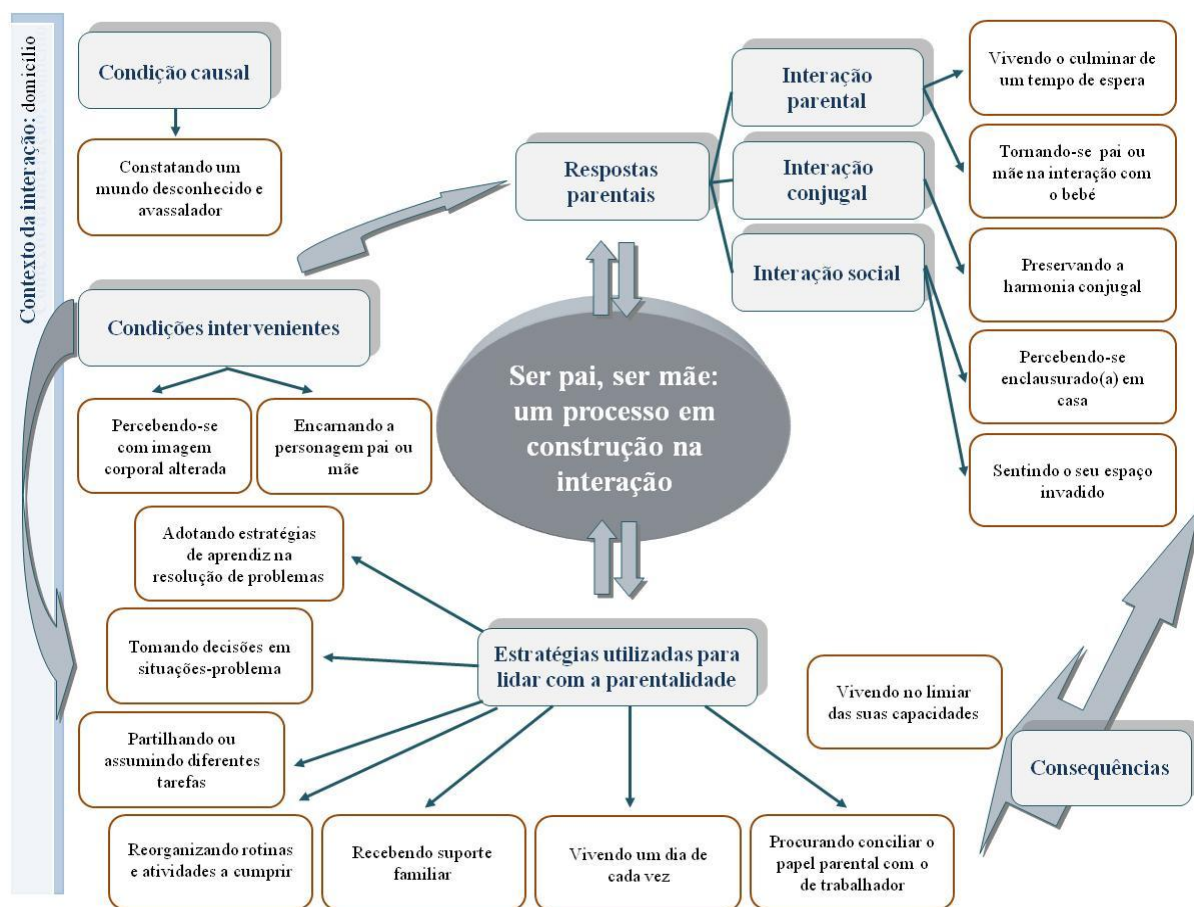 Contexto da interação: domicílio
Condição causal
Constatando um
mundo desconhecido e
avassalador
Condições intervenientes
Percebendo-se
com imagem
corporal alterada
Encarnando a
personagem pai ou
mãe
Respostas
parentais
Interação
parental
Interação
conjugal
Interação social
Vivendo o culminar de
um tempo de espera
Tornando-se pai ou
mãe na interação com
o bebé
Preservando a
harmonia conjugal
Percebendo-se
enclausurado(a) em
casa
Sentindo o seu espaço
invadido
Ser pai, ser mãe:
um processo em
construção na
interação
Estratégias utilizadas para
lidar com a parentalidade
Adotando estratégias
de aprendiz na
resolução de problemas
Tomando decisões em
situações-problema
Partilhando ou
assumindo diferentes
tarefas
Reorganizando rotinas
e atividades a cumprir
Recebendo suporte
familiar
Vivendo um dia de
cada vez
Procurando conciliar o
papel parental com o
de trabalhador
Vivendo no limiar
das suas capacidades
Consequências